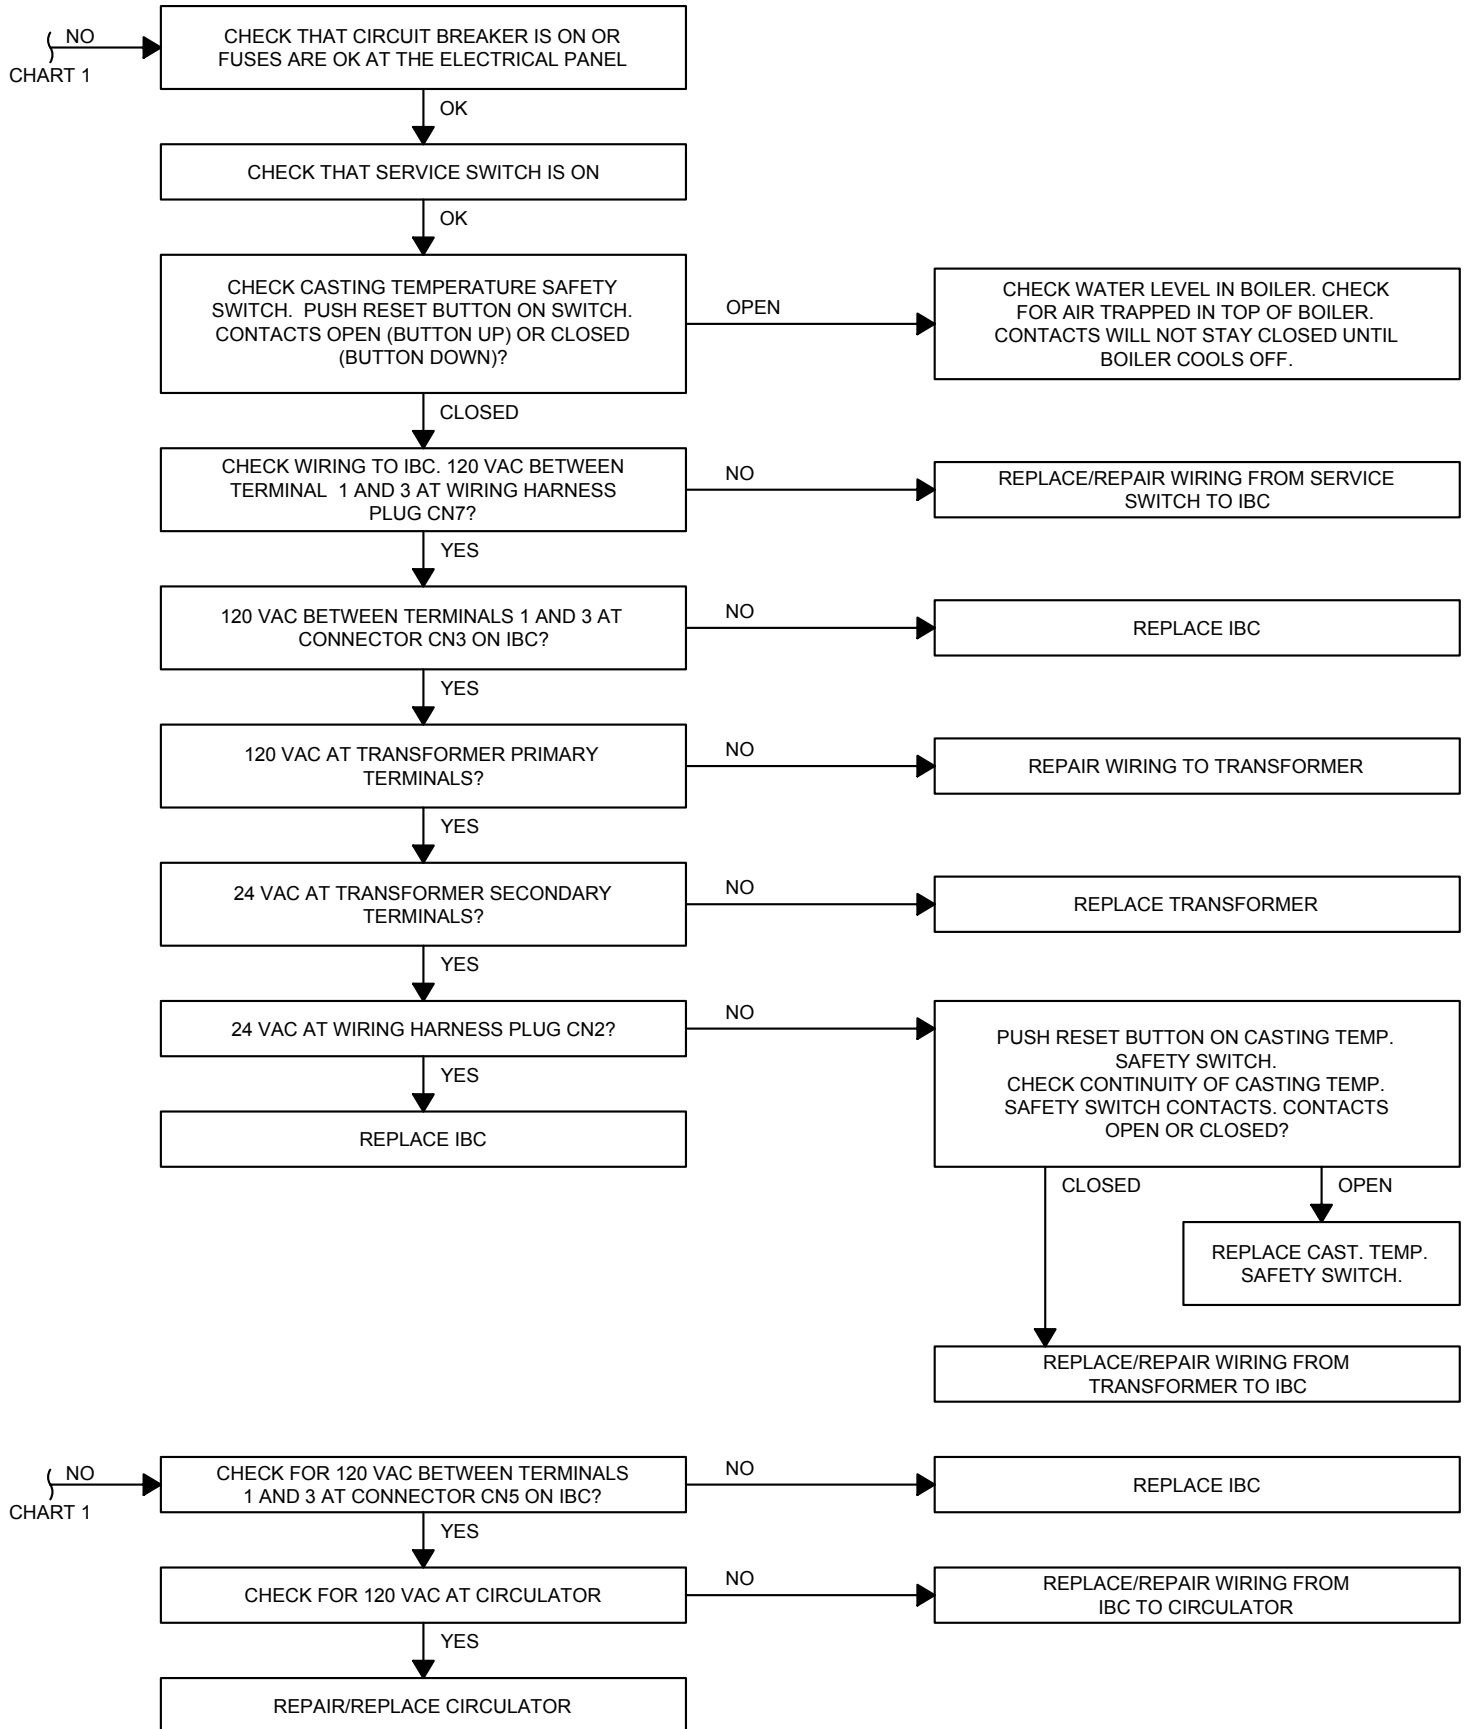 NO
CHART 1
CHECK THAT CIRCUIT BREAKER IS ON OR
FUSES ARE OK AT THE ELECTRICAL PANEL
OK
CHECK THAT SERVICE SWITCH IS ON
OK
CHECK CASTING TEMPERATURE SAFETY
SWITCH.  PUSH RESET BUTTON ON SWITCH.
CONTACTS OPEN (BUTTON UP) OR CLOSED
(BUTTON DOWN)?
OPEN
CHECK WATER LEVEL IN BOILER. CHECK
FOR AIR TRAPPED IN TOP OF BOILER.
CONTACTS WILL NOT STAY CLOSED UNTIL
BOILER COOLS OFF.
CLOSED
CHECK WIRING TO IBC. 120 VAC BETWEEN
TERMINAL  1 AND 3 AT WIRING HARNESS
PLUG CN7?
NO
REPLACE/REPAIR WIRING FROM SERVICE
SWITCH TO IBC
YES
120 VAC BETWEEN TERMINALS 1 AND 3 AT
CONNECTOR CN3 ON IBC?
NO
REPLACE IBC
YES
120 VAC AT TRANSFORMER PRIMARY
TERMINALS?
NO
REPAIR WIRING TO TRANSFORMER
YES
24 VAC AT TRANSFORMER SECONDARY
TERMINALS?
NO
REPLACE TRANSFORMER
YES
24 VAC AT WIRING HARNESS PLUG CN2?
NO
PUSH RESET BUTTON ON CASTING TEMP.
SAFETY SWITCH.
CHECK CONTINUITY OF CASTING TEMP.
SAFETY SWITCH CONTACTS. CONTACTS
OPEN OR CLOSED?
YES
REPLACE IBC
CLOSED
OPEN
REPLACE CAST. TEMP.
SAFETY SWITCH.
REPLACE/REPAIR WIRING FROM
TRANSFORMER TO IBC
NO
CHART 1
CHECK FOR 120 VAC BETWEEN TERMINALS
1 AND 3 AT CONNECTOR CN5 ON IBC?
NO
REPLACE IBC
YES
CHECK FOR 120 VAC AT CIRCULATOR
NO
REPLACE/REPAIR WIRING FROM
IBC TO CIRCULATOR
YES
REPAIR/REPLACE CIRCULATOR